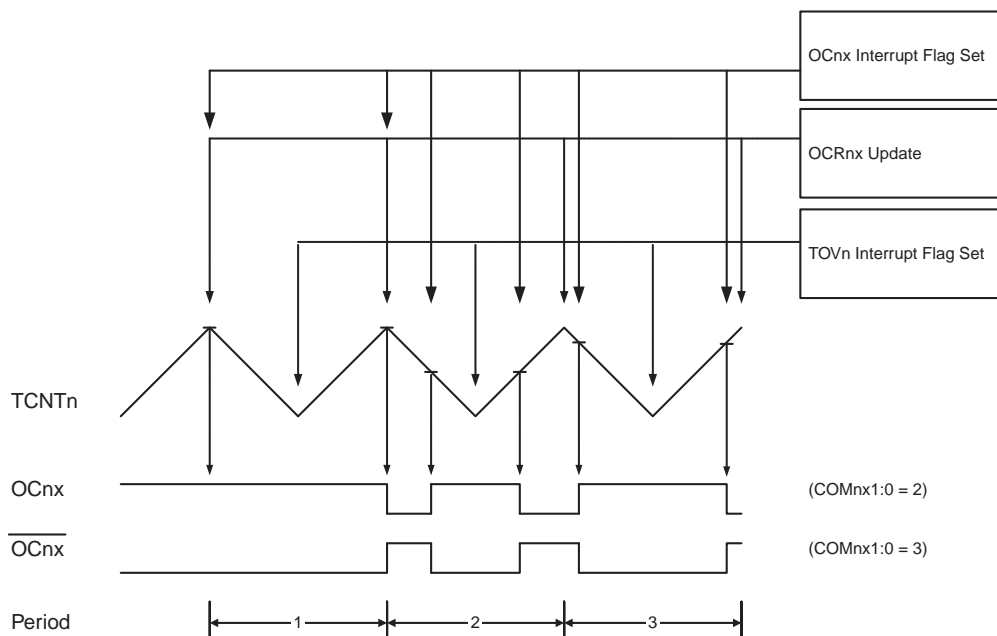 OCnx Interrupt Flag Set
OCRnx Update
TOVn Interrupt Flag Set
TCNTn
OCnx
(COMnx1:0 = 2)
OCnx
(COMnx1:0 = 3)
Period
1
2
3